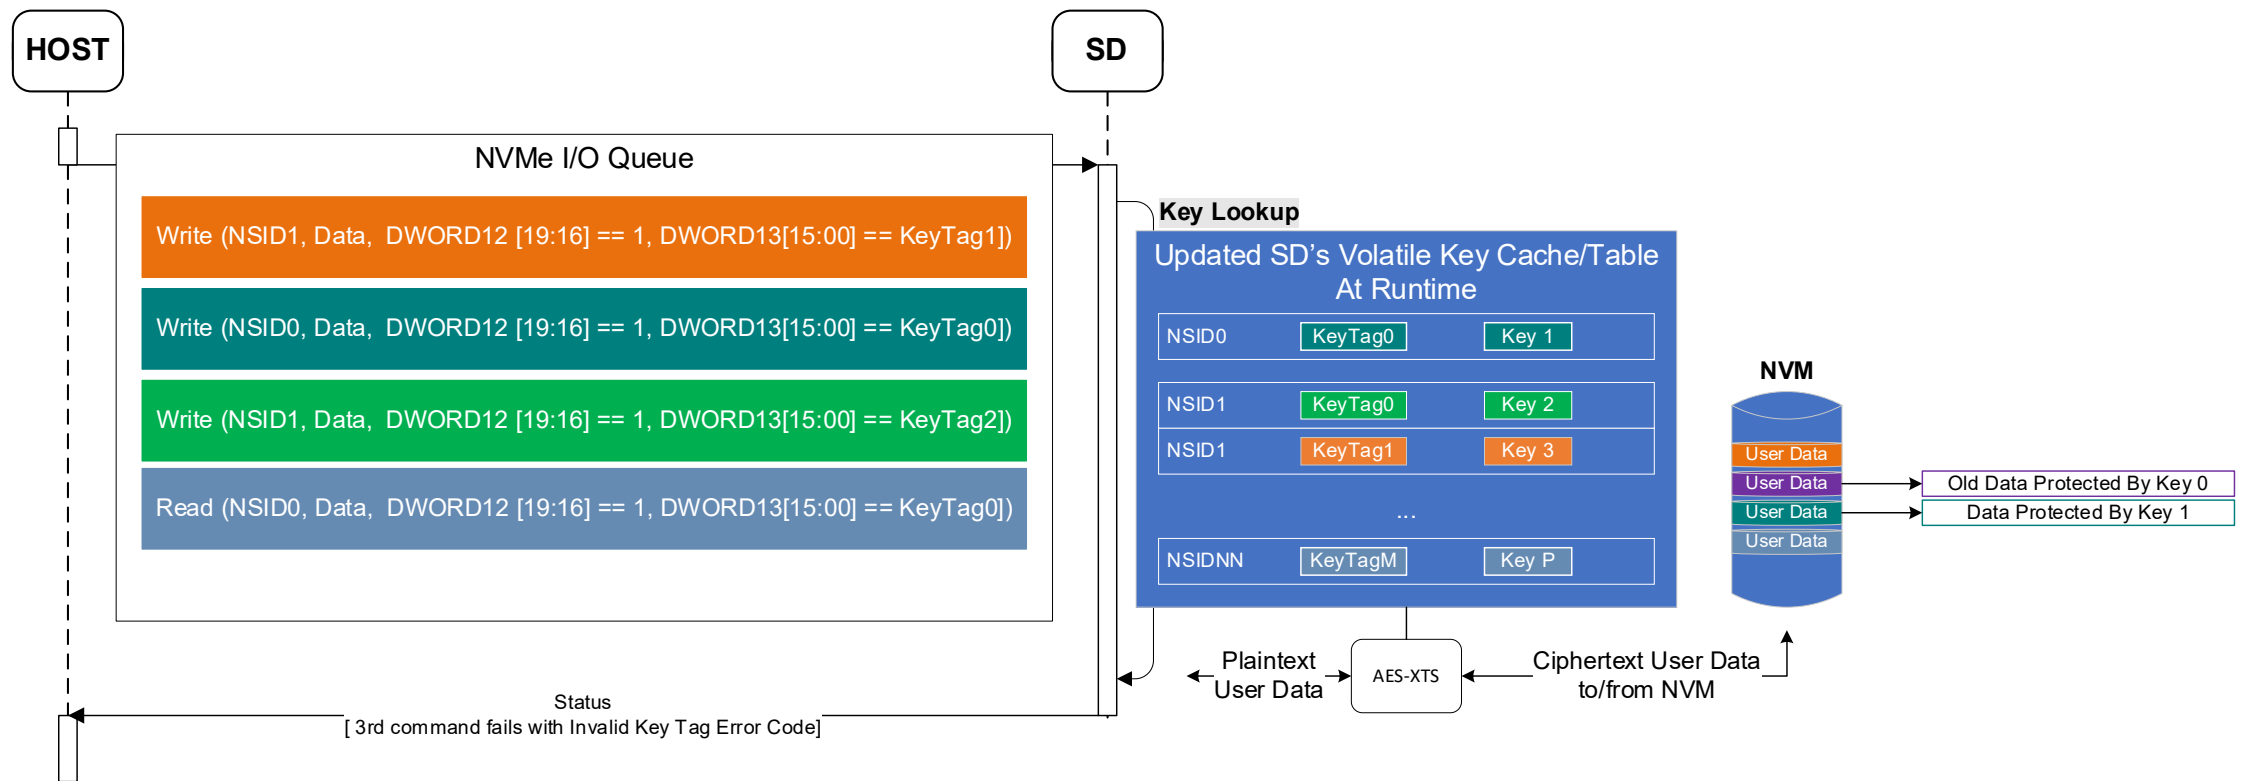 HOST
SD
NVMe I/O Queue
Write (NSID1, Data,  DWORD12 [19:16] == 1, DWORD13[15:00] == KeyTag1])
Write (NSID0, Data,  DWORD12 [19:16] == 1, DWORD13[15:00] == KeyTag0])
Write (NSID1, Data,  DWORD12 [19:16] == 1, DWORD13[15:00] == KeyTag2])
Read (NSID0, Data,  DWORD12 [19:16] == 1, DWORD13[15:00] == KeyTag0])
Key Lookup
Updated SD’s Volatile Key Cache/Table
At Runtime
NSID0 KeyTag0 Key 1
NSID1 KeyTag0 Key 2
NSID1 KeyTag1 Key 3
...
NSIDNN KeyTagM Key P
NVM
User Data
User Data
Old Data Protected By Key 0
User Data
Data Protected By Key 1
User Data
Plaintext
User Data
AES-XTS
Ciphertext User Data
to/from NVM
Status
[ 3rd command fails with Invalid Key Tag Error Code]